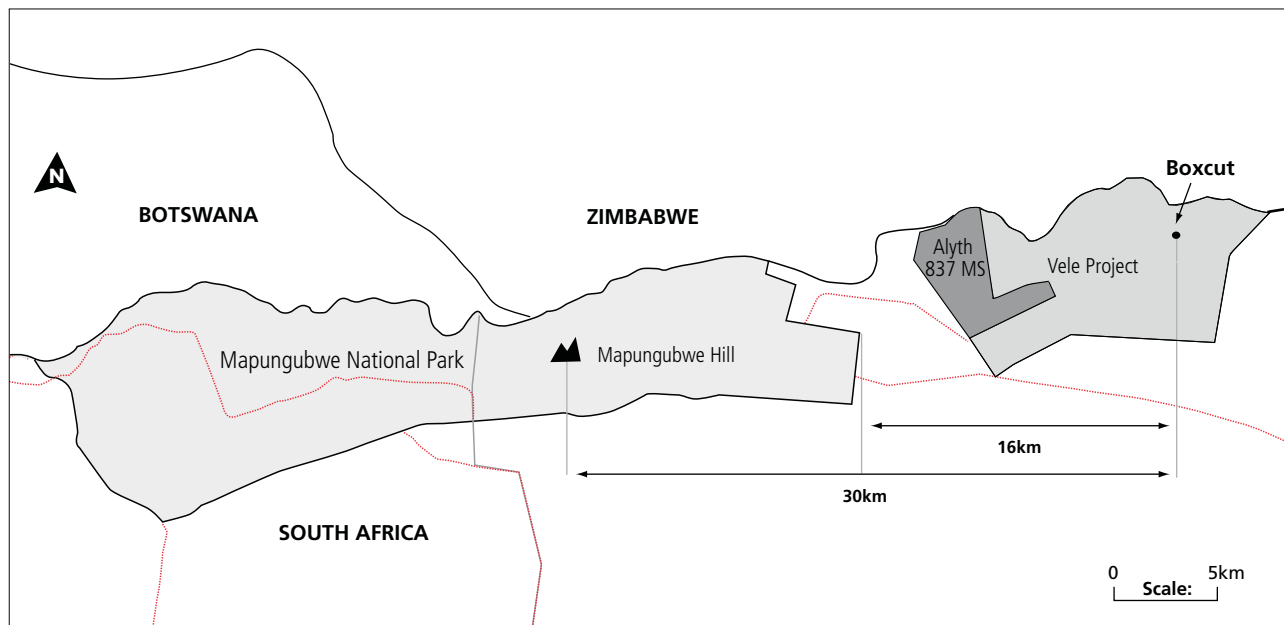 N
BOTSWANA
ZIMBABWE
Boxcut
Alyth
837 MS
Vele Project
Mapungubwe National Park
Mapungubwe Hill
16km
30km
SOUTH AFRICA
0 5km
Scale: